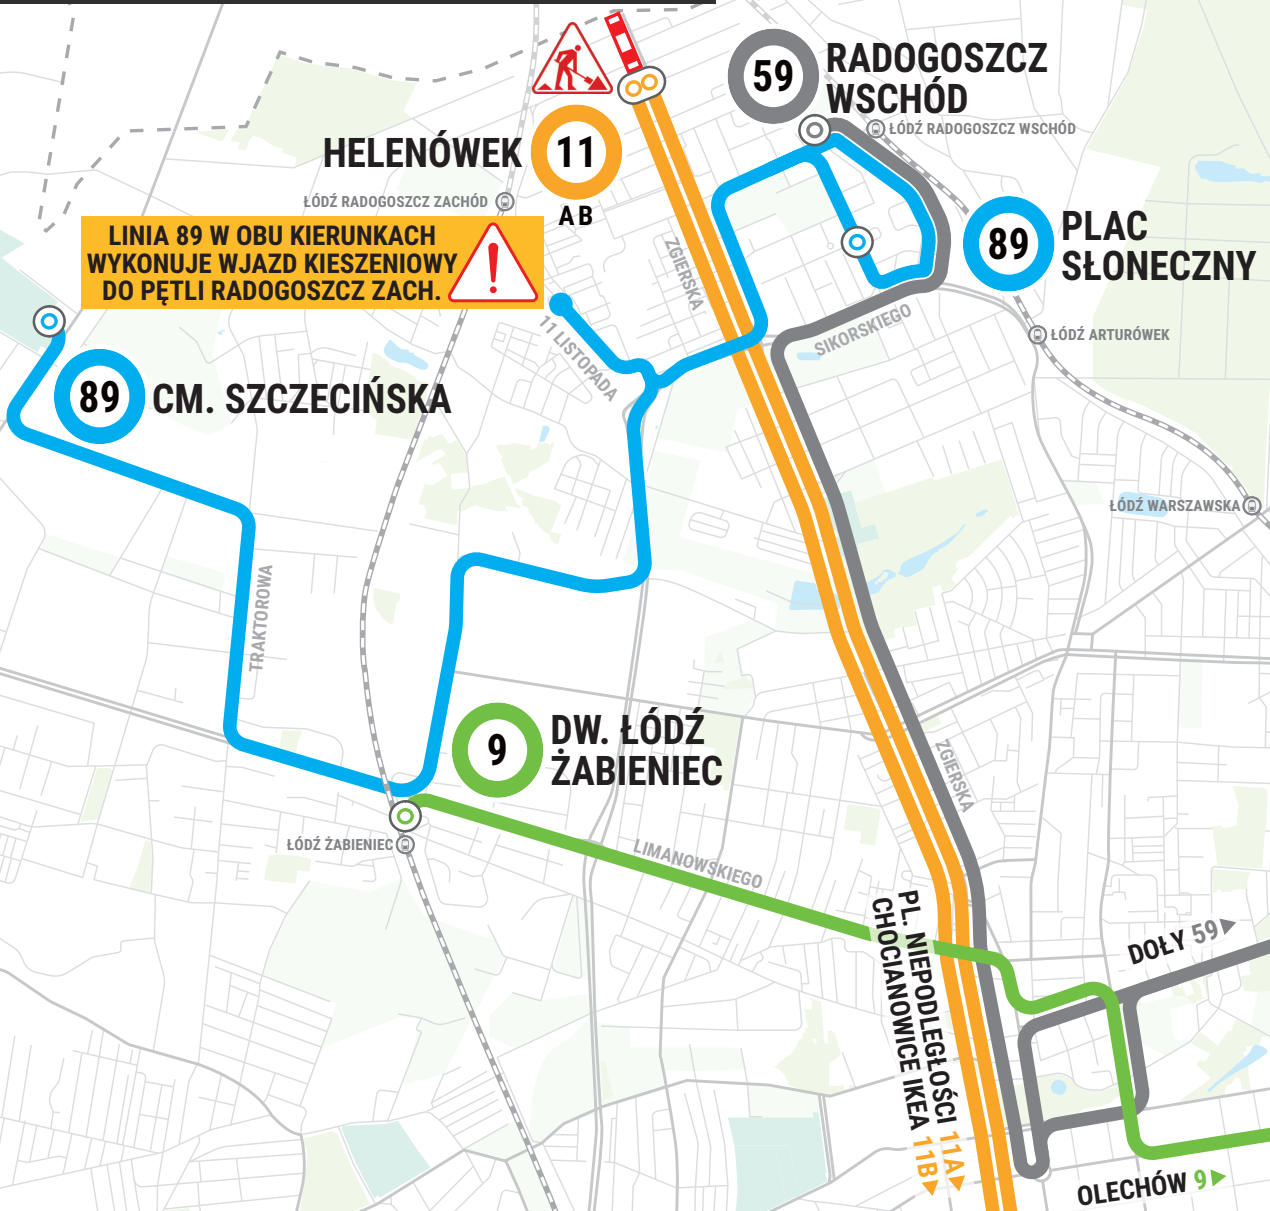 59
RADOGOSZCZ
WSCHÓD
ŁÓDŹ RADOGOSZCZ WSCHÓD
HELENÓWEK
11
A B
ŁÓDŹ RADOGOSZCZ ZACHÓD
LINIA 89 W OBU KIERUNKACH
WYKONUJE WJAZD KIESZENIOWY
DO PĘTLI RADOGOSZCZ ZACH.
89
PLAC
SŁONECZNY
ZGIERSKA
SIKORSKIEGO
ŁÓDŹ ARTURÓWEK
11 LISTOPADA
89
CM. SZCZECIŃSKA
ŁÓDŹ WARSZAWSKA
TRAKTOROWA
9
DW. ŁÓDŹ
ŻABIENIEC
ZGIERSKA
ŁÓDŹ ŻABIENIEC
LIMANOWSKIEGO
PL. NIEPODLEGŁOŚCI 11A
CHOCIANOWICE IKEA 11B
DOŁY 59
OLECHÓW 9